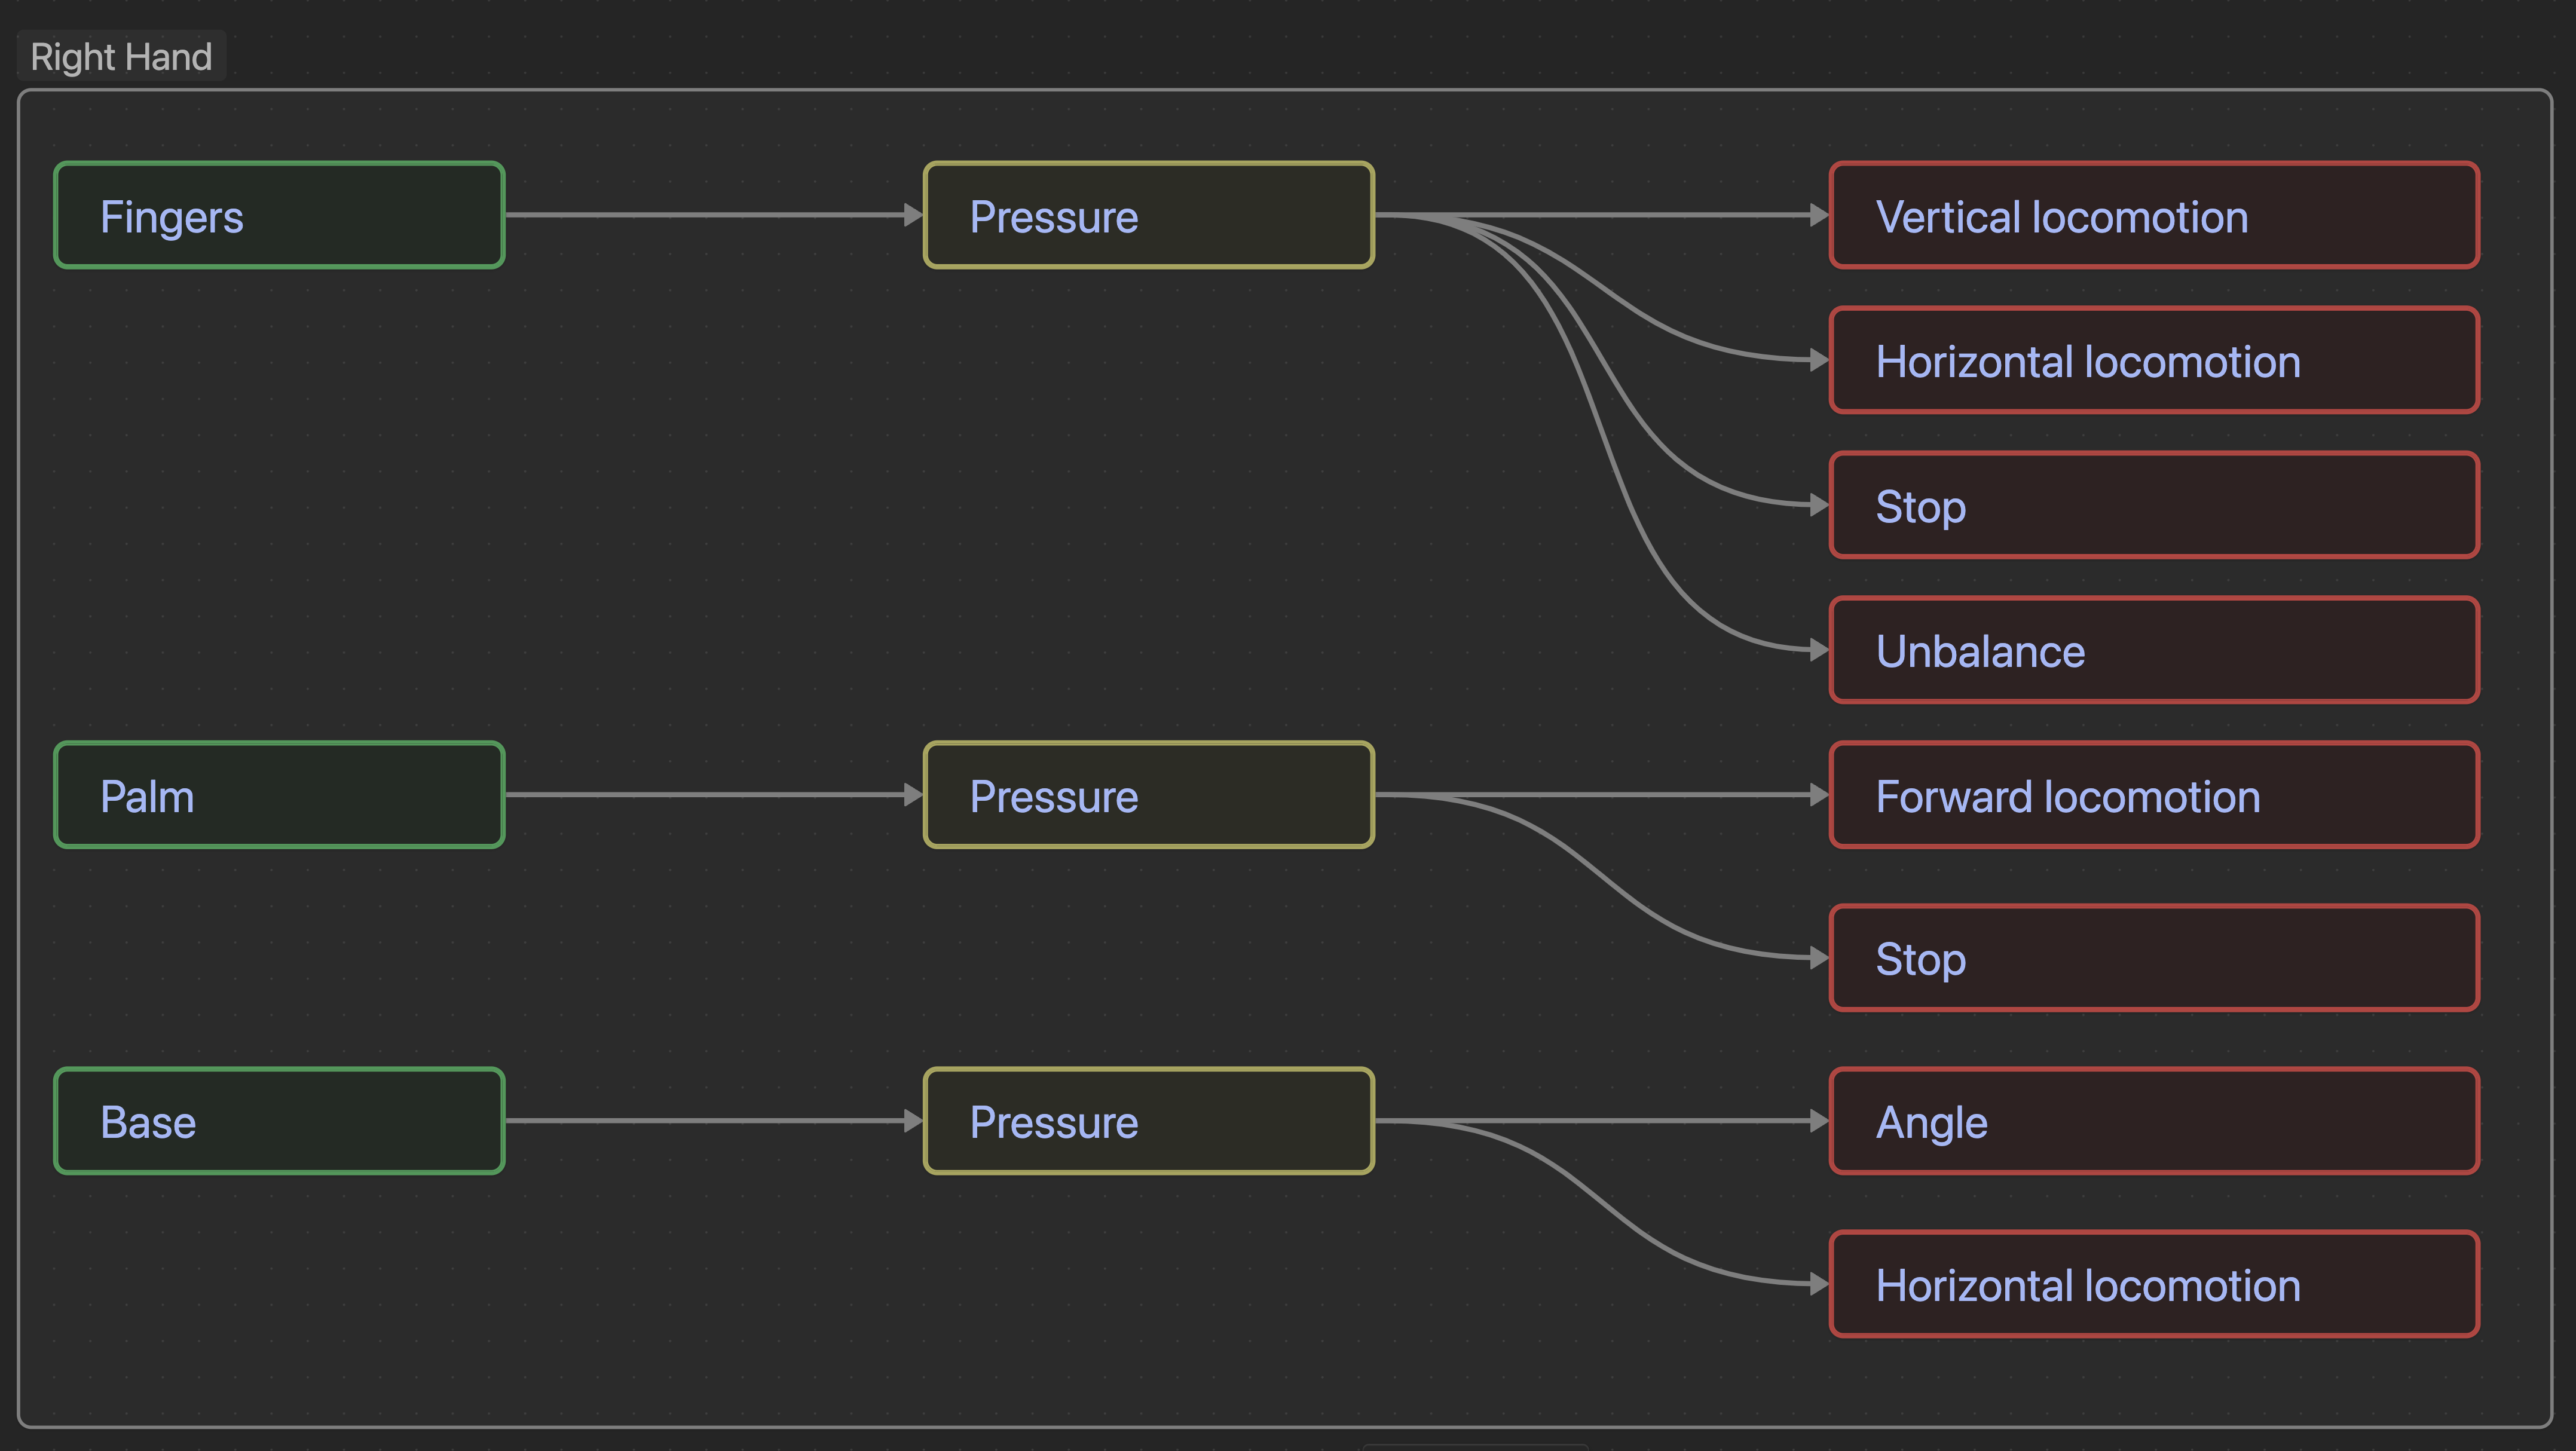 Right Hand
Fingers
Pressure
Vertical locomotion
Horizontal locomotion
Stop
Unbalance
Palm
Pressure
Forward locomotion
Stop
Base
Pressure
Angle
Horizontal locomotion